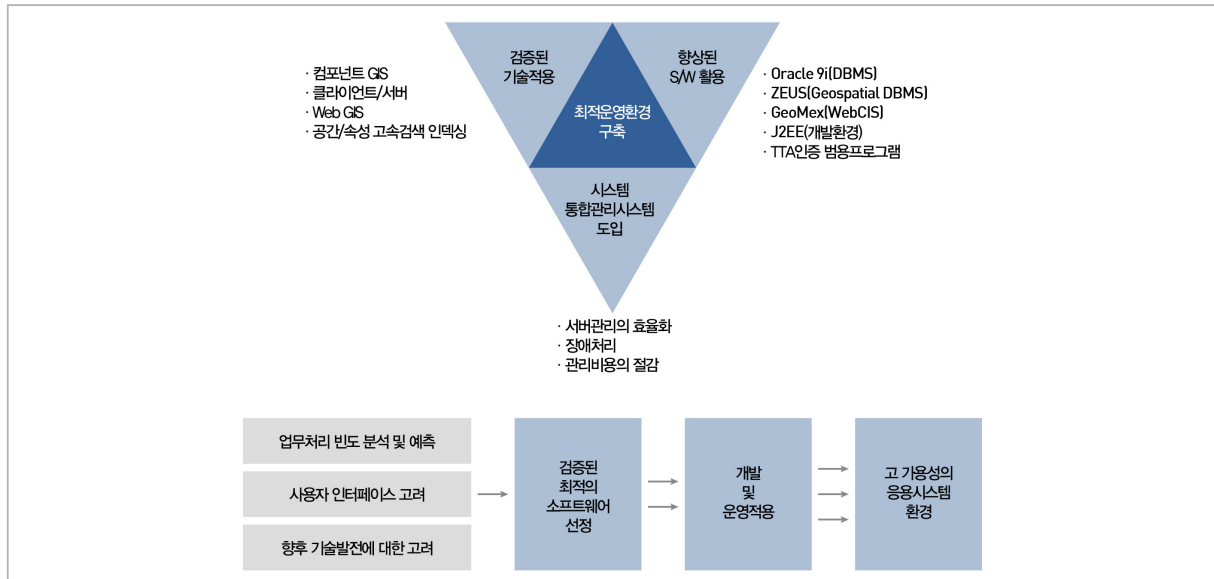 검증된
기술적용
향상된
S/W 활용
최적운영환경
구축
시스템
통합관리시스템
도입
· 컴포넌트 GIS
· 클라이언트/서버
· Web GIS
· 공간/속성 고속검색 인덱싱
· Oracle 9i(DBMS)
· ZEUS(Geospatial DBMS)
· GeoMex(WebCIS)
· J2EE(개발환경)
· TTA인증 범용프로그램
· 서버관리의 효율화
· 장애처리
· 관리비용의 절감
업무처리 빈도 분석 및 예측
사용자 인터페이스 고려
향후 기술발전에 대한 고려
검증된
최적의
소프트웨어
선정
개발
및
운영적용
고 가용성의
응용시스템
환경